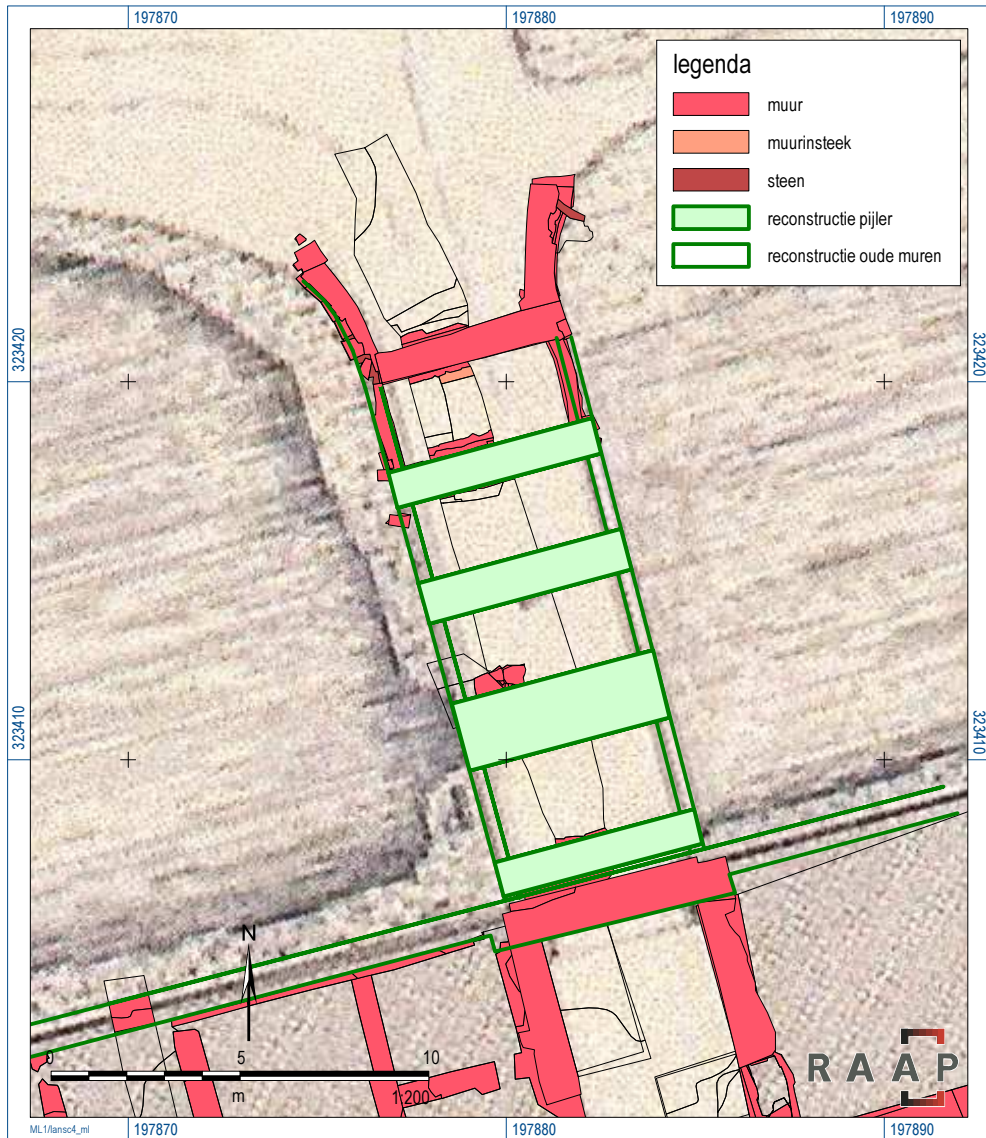 197870 197880 197890
legenda
muur
muurinsteek
steen
reconstructie pijler
reconstructie oude muren
323420 323420
323410 323410
N
0 5 10
m 1:200
RAAP
ML1/lansc4_ml
197870 197880 197890